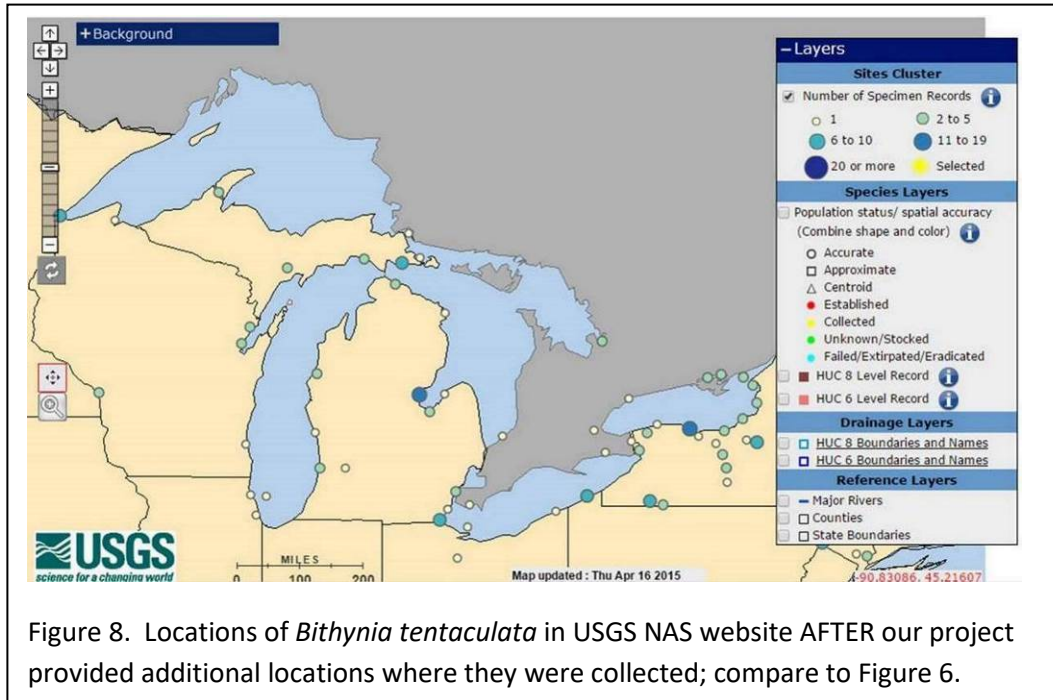 +Background
−Layers
Sites Cluster
Number of Specimen Records
1
2 to 5
6 to 10
11 to 19
20 or more
Selected
Species Layers
Population status/ spatial accuracy
(Combine shape and color)
Accurate
Approximate
Centroid
Established
Collected
Unknown/Stocked
Failed/Extirpated/Eradicated
HUC 8 Level Record
HUC 6 Level Record
Drainage Layers
HUC 8 Boundaries and Names
HUC 6 Boundaries and Names
Reference Layers
Major Rivers
Counties
State Boundaries
USGS
science for a changing world
MILES
0 100 200
Map updated : Thu Apr 16 2015
-90.83086, 45.21607
Figure 8. Locations of Bithynia tentaculata in USGS NAS website AFTER our project
provided additional locations where they were collected; compare to Figure 6.